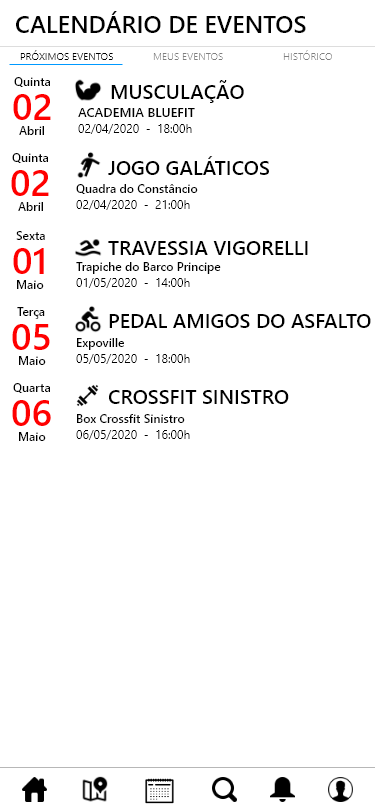 CALENDÁRIO DE EVENTOS
PRÓXIMOS EVENTOS MEUS EVENTOS HISTÓRICO
Quinta
02
Abril
MUSCULAÇÃO
ACADEMIA BLUEFIT
02/04/2020 - 18:00h
Quinta
02
Abril
JOGO GALÁTICOS
Quadra do Constâncio
02/04/2020 - 21:00h
Sexta
01
Maio
TRAVESSIA VIGORELLI
Trapiche do Barco Principe
01/05/2020 - 14:00h
Terça
05
Maio
PEDAL AMIGOS DO ASFALTO
Expoville
05/05/2020 - 18:00h
Quarta
06
Maio
CROSSFIT SINISTRO
Box Crossfit Sinistro
06/05/2020 - 16:00h